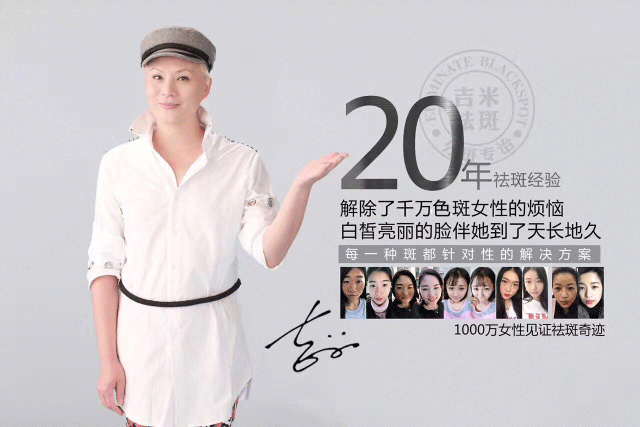 ELIMINATE BLACKSPOT
吉米
祛斑
20年祛斑经验
解除了千万色斑女性的烦恼
白皙亮丽的脸伴她到了天长地久
每一种斑都针对性的解决方案
1000万女性见证祛斑奇迹